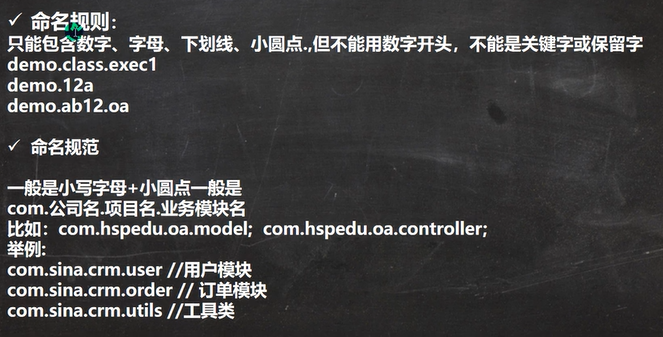 ✓ 命名规则：
只能包含数字、字母、下划线、小圆点.,但不能用数字开头，不能是关键字或保留字
demo.class.exec1
demo.12a
demo.ab12.oa
✓ 命名规范
一般是小写字母+小圆点一般是
com.公司名.项目名.业务模块名
比如：com.hspedu.oa.model；com.hspedu.oa.controller；
举例:
com.sina.crm.user //用户模块
com.sina.crm.order // 订单模块
com.sina.crm.utils //工具类